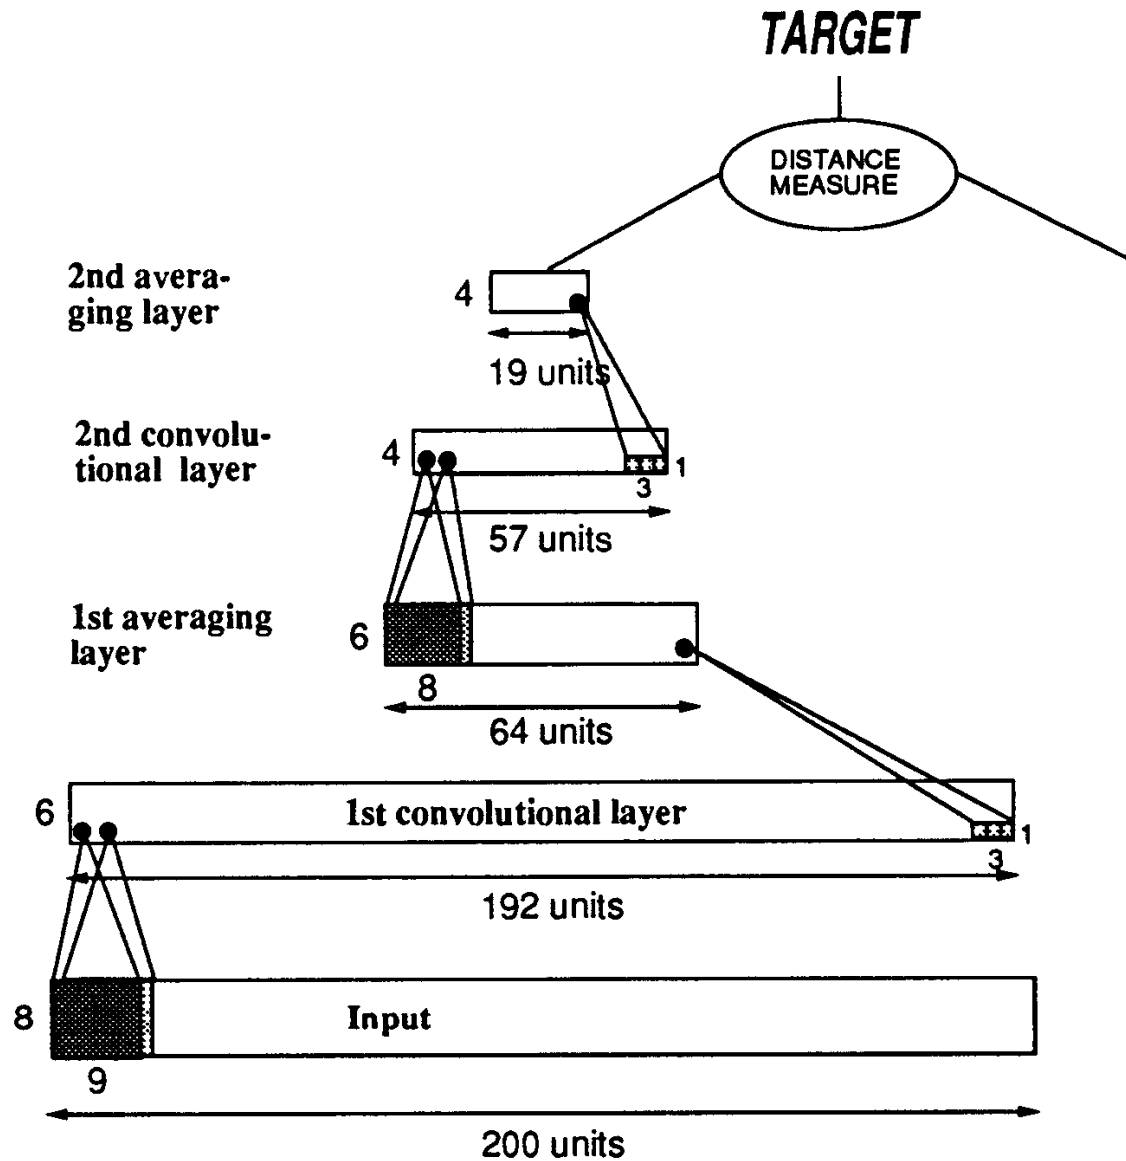 TARGET
DISTANCE
MEASURE
2nd avera-
ging layer
4
19 units
2nd convolu-
tional layer
4
1
3
57 units
1st averaging
layer
6
8
64 units
6
1st convolutional layer
1
3
192 units
8
Input
9
200 units